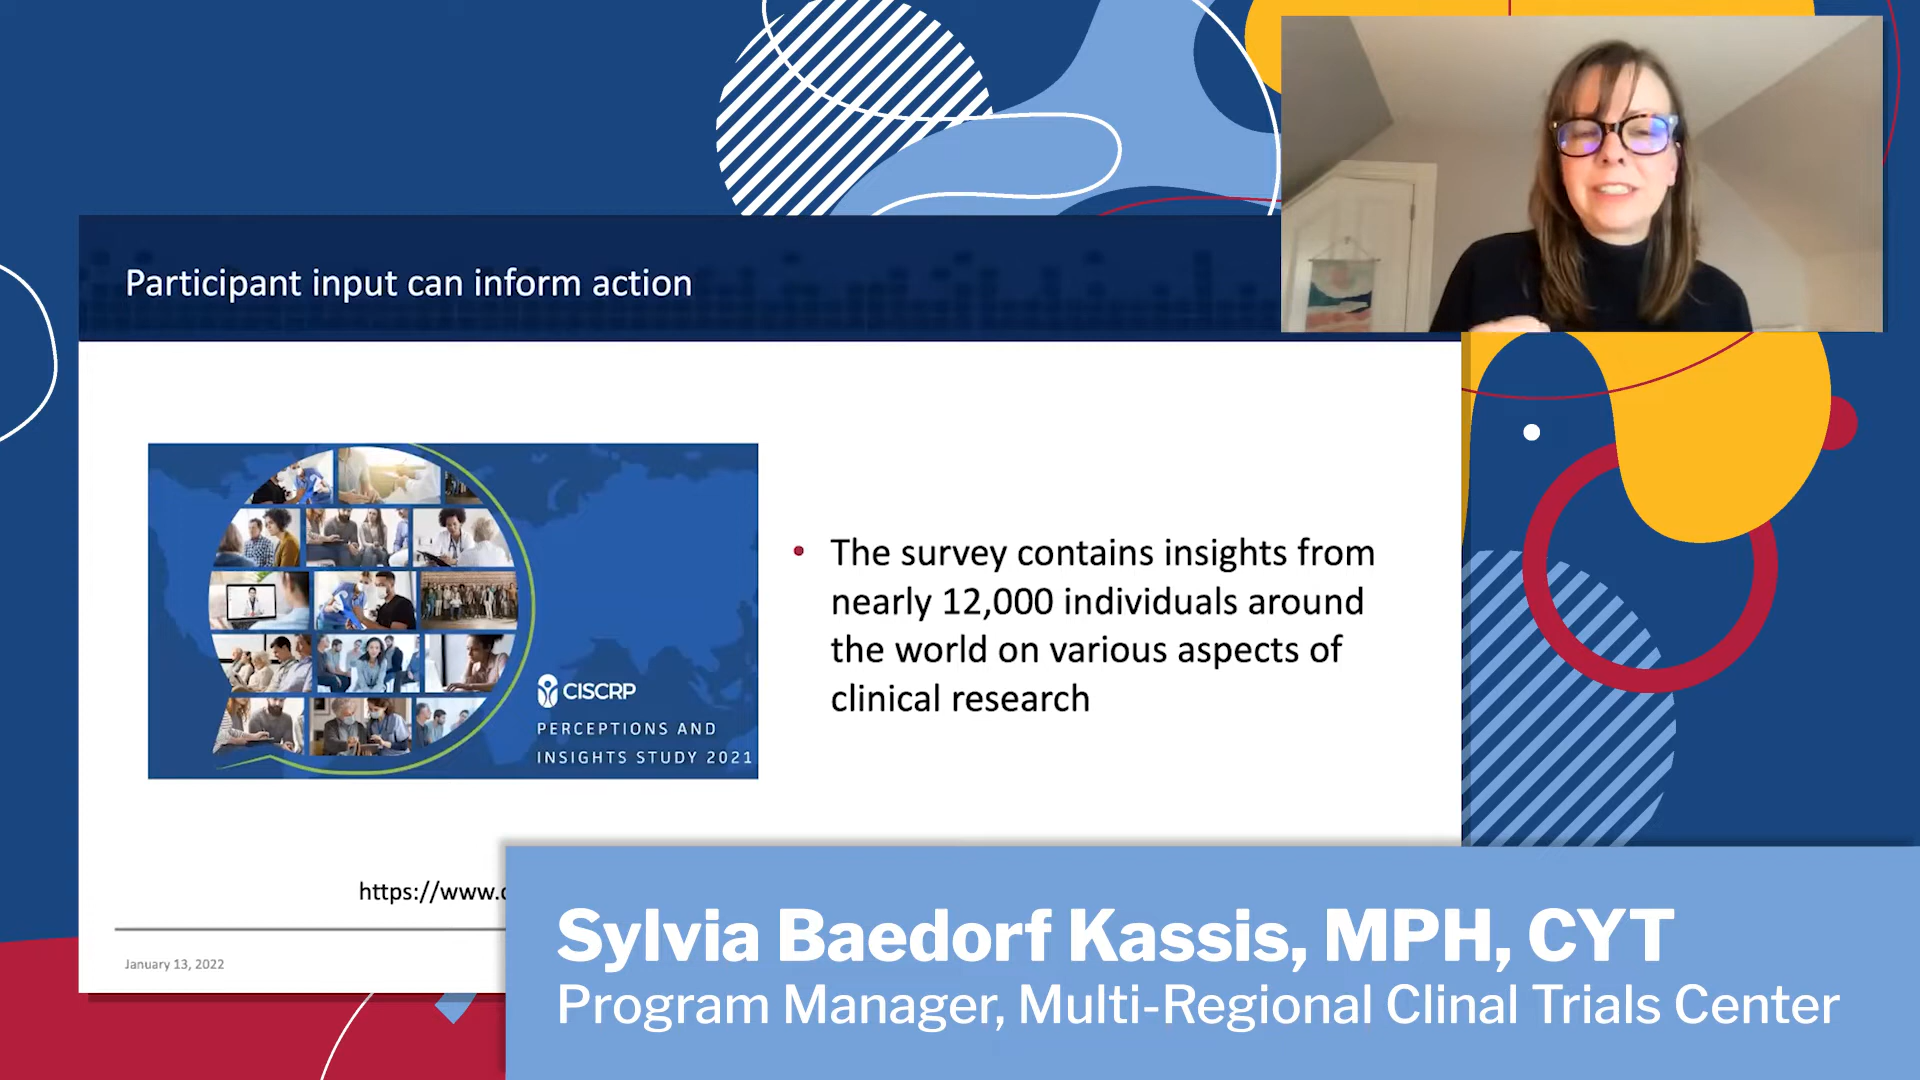 Participant input can inform action
CISCRP
PERCEPTIONS AND
INSIGHTS STUDY 2021
• The survey contains insights from
nearly 12,000 individuals around
the world on various aspects of
clinical research
https://www.
January 13, 2022
Sylvia Baedorf Kassis, MPH, CYT
Program Manager, Multi-Regional Clinal Trials Center